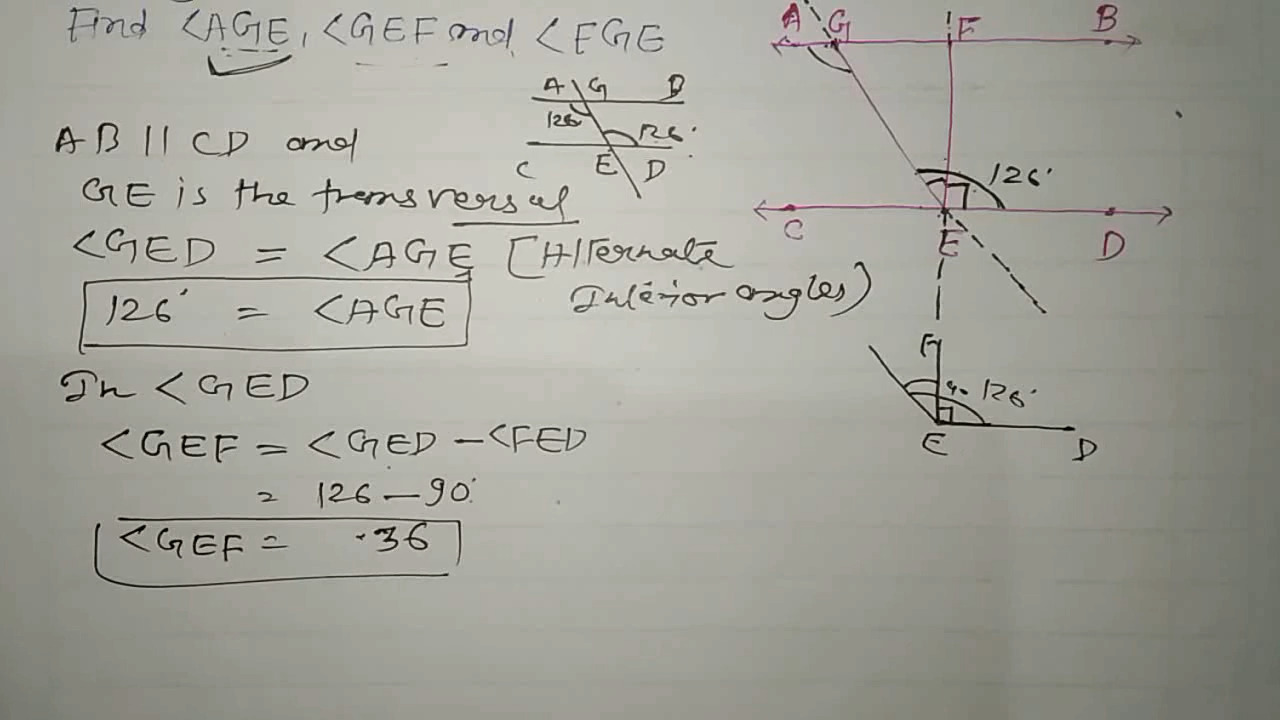 Find <AGE, <GEF and <FGE
A G F B
A G B
126°
126°
C E D
AB || CD and
GE is the transversal
<GED = <AGE [Alternate Interior angles)
126° = <AGE
126°
C E D
In <GED
<GEF = <GED - <FED
= 126 - 90°
<GEF = 36
F
126°
E D